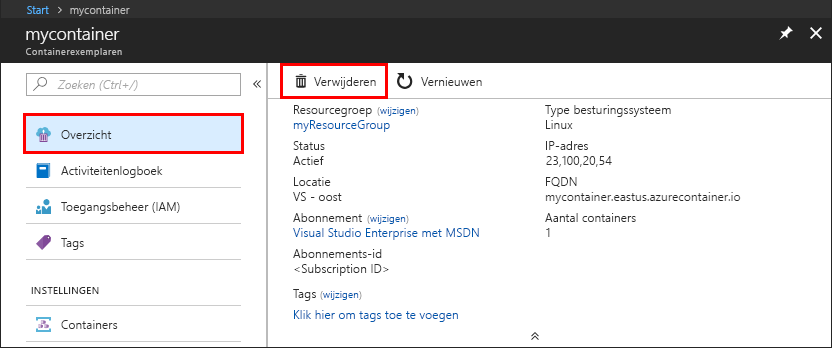 Start > mycontainer
mycontainer
Containerexemplaren
Zoeken (Ctrl+/)
«
Overzicht
Activiteitenlogboek
Toegangsbeheer (IAM)
Tags
INSTELLINGEN
Containers
Verwijderen
Vernieuwen
Resourcegroep (wijzigen)
myResourceGroup
Status
Actief
Locatie
VS - oost
Abonnement (wijzigen)
Visual Studio Enterprise met MSDN
Abonnements-id
<Subscription ID>
Type besturingssysteem
Linux
IP-adres
23,100,20,54
FQDN
mycontainer.eastus.azurecontainer.io
Aantal containers
1
Tags (wijzigen)
Klik hier om tags toe te voegen